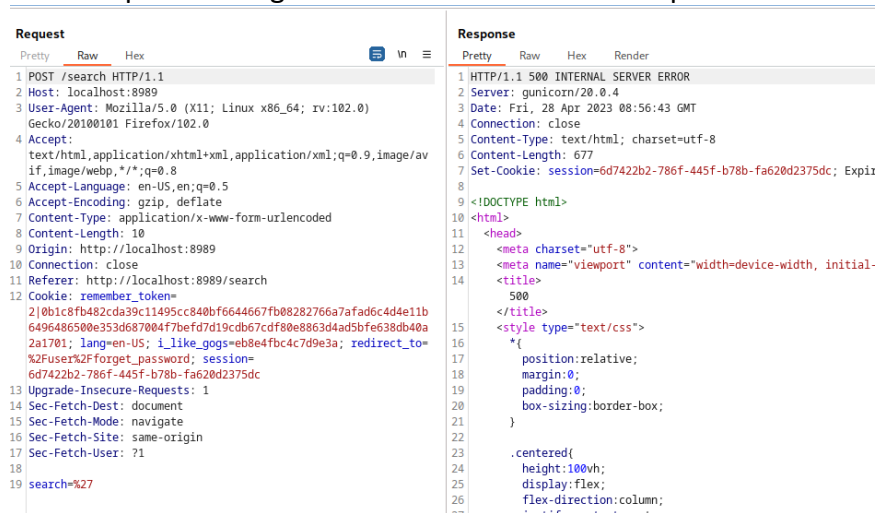 Request
Pretty Raw Hex
\n
1 POST /search HTTP/1.1
2 Host: localhost:8989
3 User-Agent: Mozilla/5.0 (X11; Linux x86_64; rv:102.0)
Gecko/20100101 Firefox/102.0
4 Accept:
text/html,application/xhtml+xml,application/xml;q=0.9,image/av
if,image/webp,*/*;q=0.8
5 Accept-Language: en-US,en;q=0.5
6 Accept-Encoding: gzip, deflate
7 Content-Type: application/x-www-form-urlencoded
8 Content-Length: 10
9 Origin: http://localhost:8989
10 Connection: close
11 Referer: http://localhost:8989/search
12 Cookie: remember_token=
2|0b1c8fb482cda39c11495cc840bf6644667fb08282766a7afad6c4d4e11b
6496486500e353d687004f7befd7d19cdb67cdf80e8863d4ad5bfe638db40a
2a1701; lang=en-US; i_like_gogs=eb8e4fbc4c7d9e3a; redirect_to=
%2Fuser%2Fforget_password; session=
6d7422b2-786f-445f-b78b-fa620d2375dc
13 Upgrade-Insecure-Requests: 1
14 Sec-Fetch-Dest: document
15 Sec-Fetch-Mode: navigate
16 Sec-Fetch-Site: same-origin
17 Sec-Fetch-User: ?1
18
19 search=%27
Response
Pretty Raw Hex Render
1 HTTP/1.1 500 INTERNAL SERVER ERROR
2 Server: gunicorn/20.0.4
3 Date: Fri, 28 Apr 2023 08:56:43 GMT
4 Connection: close
5 Content-Type: text/html; charset=utf-8
6 Content-Length: 677
7 Set-Cookie: session=6d7422b2-786f-445f-b78b-fa620d2375dc; Expir
8
9 <!DOCTYPE html>
10 <html>
11 <head>
12 <meta charset="utf-8">
13 <meta name="viewport" content="width=device-width, initial-
14 <title>
500
</title>
15 <style type="text/css">
16 *{
17 position:relative;
18 margin:0;
19 padding:0;
20 box-sizing:border-box;
21 }
22
23 .centered{
24 height:100vh;
25 display:flex;
26 flex-direction:column;